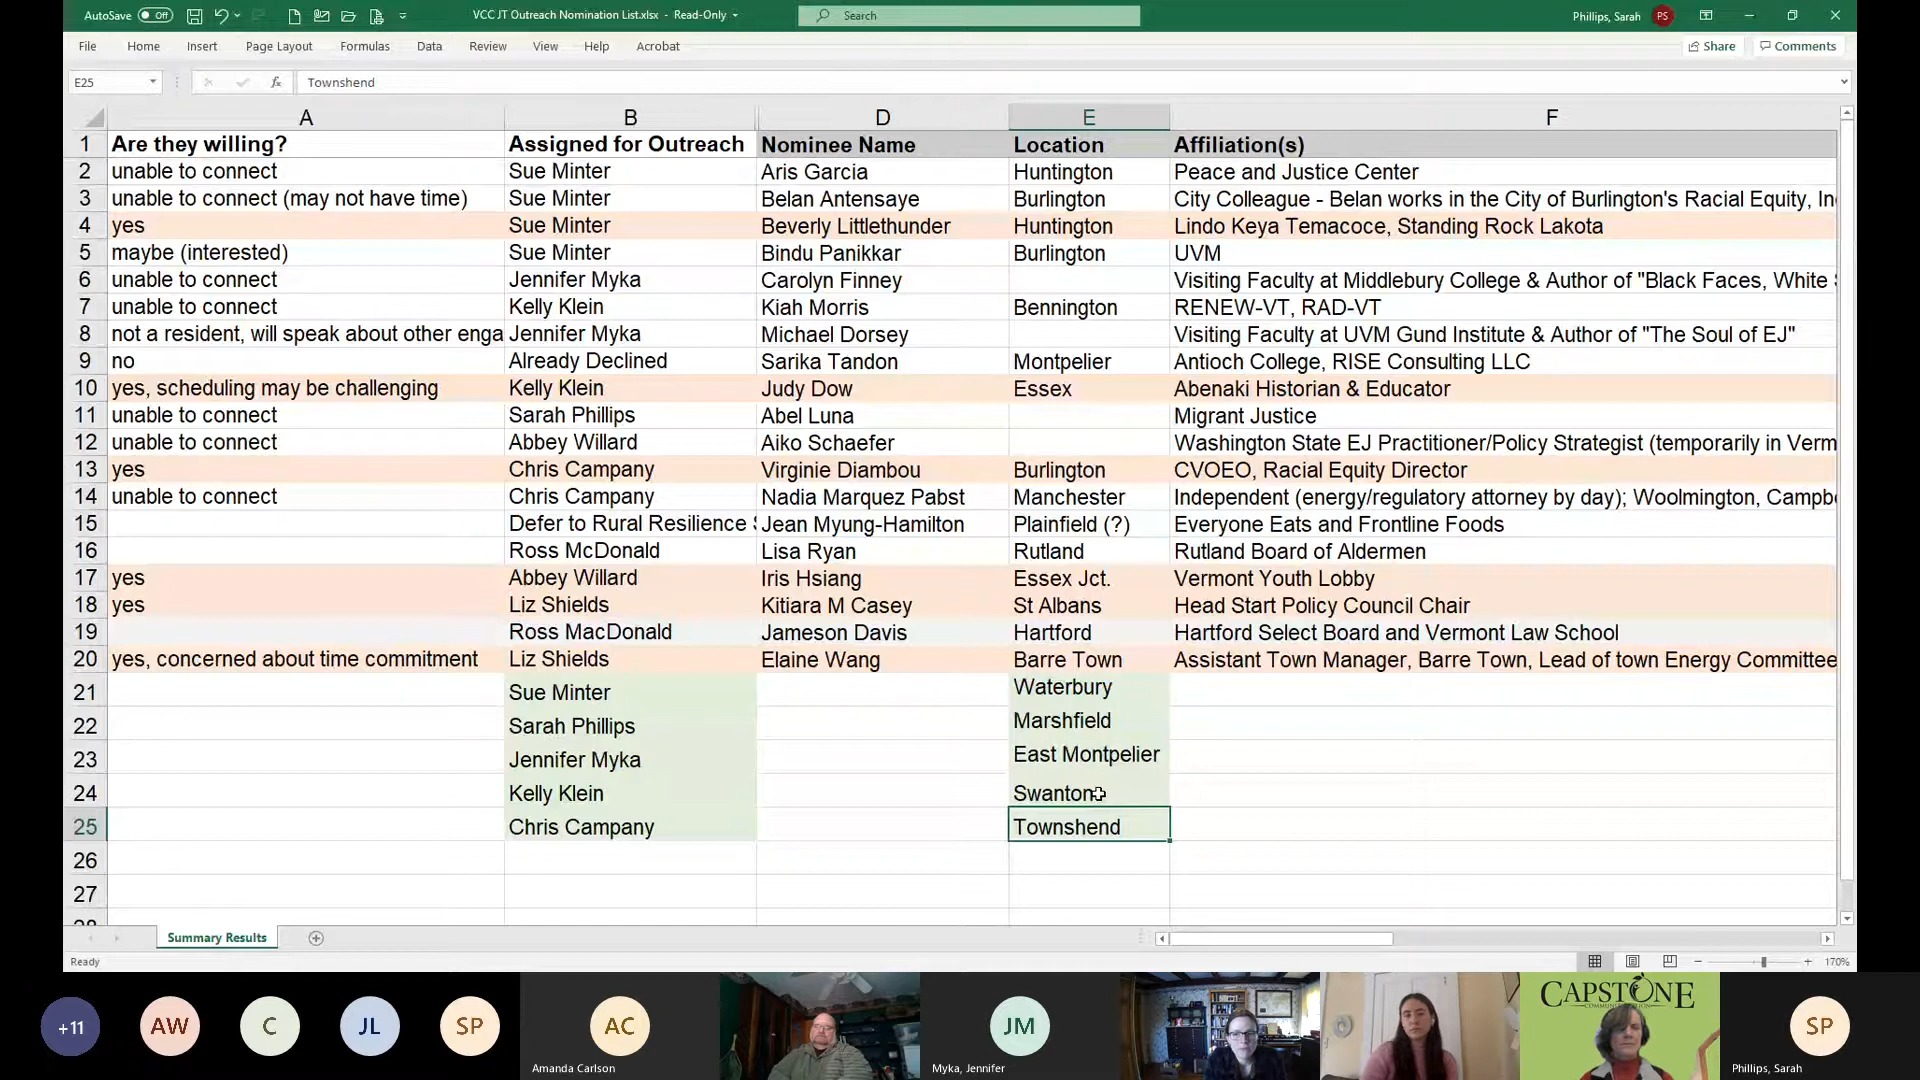 AutoSave Off VCC JT Outreach Nomination List.xlsx - Read-Only Search Phillips, Sarah PS
File Home Insert Page Layout Formulas Data Review View Help Acrobat Share Comments
E25 fx Townshend
A B D E F
1 Are they willing? Assigned for Outreach Nominee Name Location Affiliation(s)
2 unable to connect Sue Minter Aris Garcia Huntington Peace and Justice Center
3 unable to connect (may not have time) Sue Minter Belan Antensaye Burlington City Colleague - Belan works in the City of Burlington's Racial Equity, In
4 yes Sue Minter Beverly Littlethunder Huntington Lindo Keya Temacoce, Standing Rock Lakota
5 maybe (interested) Sue Minter Bindu Panikkar Burlington UVM
6 unable to connect Jennifer Myka Carolyn Finney Visiting Faculty at Middlebury College & Author of "Black Faces, White
7 unable to connect Kelly Klein Kiah Morris Bennington RENEW-VT, RAD-VT
8 not a resident, will speak about other enga Jennifer Myka Michael Dorsey Visiting Faculty at UVM Gund Institute & Author of "The Soul of EJ"
9 no Already Declined Sarika Tandon Montpelier Antioch College, RISE Consulting LLC
10 yes, scheduling may be challenging Kelly Klein Judy Dow Essex Abenaki Historian & Educator
11 unable to connect Sarah Phillips Abel Luna Migrant Justice
12 unable to connect Abbey Willard Aiko Schaefer Washington State EJ Practitioner/Policy Strategist (temporarily in Verm
13 yes Chris Campany Virginie Diambou Burlington CVOEO, Racial Equity Director
14 unable to connect Chris Campany Nadia Marquez Pabst Manchester Independent (energy/regulatory attorney by day); Woolmington, Campb
15 Defer to Rural Resilience Jean Myung-Hamilton Plainfield (?) Everyone Eats and Frontline Foods
16 Ross McDonald Lisa Ryan Rutland Rutland Board of Aldermen
17 yes Abbey Willard Iris Hsiang Essex Jct. Vermont Youth Lobby
18 yes Liz Shields Kitiara M Casey St Albans Head Start Policy Council Chair
19 Ross MacDonald Jameson Davis Hartford Hartford Select Board and Vermont Law School
20 yes, concerned about time commitment Liz Shields Elaine Wang Barre Town Assistant Town Manager, Barre Town, Lead of town Energy Committee
21 Sue Minter Waterbury
22 Sarah Phillips Marshfield
23 Jennifer Myka East Montpelier
24 Kelly Klein Swanton
25 Chris Campany Townshend
26
27
Summary Results
Ready 170%
+11 AW C JL SP AC JM CAPSTONE SP
Amanda Carlson Myka, Jennifer Phillips, Sarah